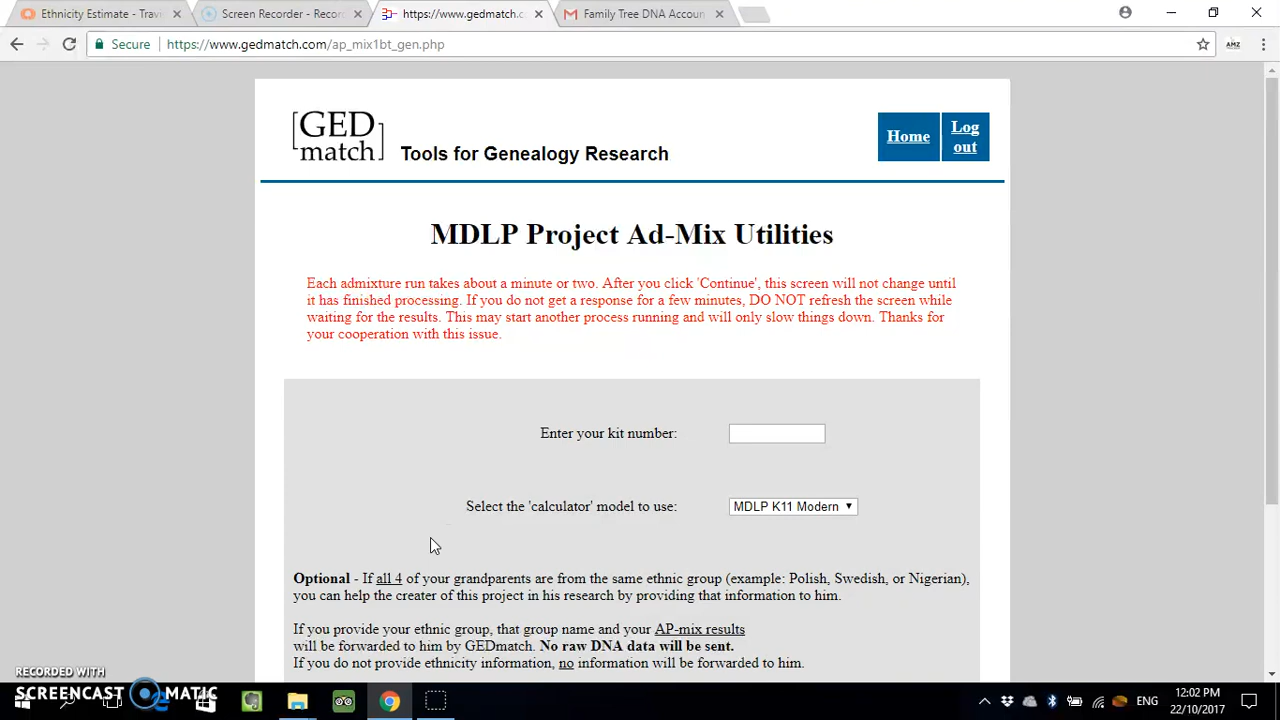 Ethnicity Estimate - Trav
Screen Recorder - Recor
https://www.gedmatch.c
Family Tree DNA Accoun
Secure
https://www.gedmatch.com/ap_mix1bt_gen.php
AMZ
[GED match]
Tools for Genealogy Research
Home
Log out
MDLP Project Ad-Mix Utilities
Each admixture run takes about a minute or two. After you click 'Continue', this screen will not change until
it has finished processing. If you do not get a response for a few minutes, DO NOT refresh the screen while
waiting for the results. This may start another process running and will only slow things down. Thanks for
your cooperation with this issue.
Enter your kit number:
Select the 'calculator' model to use:
MDLP K11 Modern
Optional - If all 4 of your grandparents are from the same ethnic group (example: Polish, Swedish, or Nigerian),
you can help the creater of this project in his research by providing that information to him.
If you provide your ethnic group, that group name and your AP-mix results
will be forwarded to him by GEDmatch. No raw DNA data will be sent.
If you do not provide ethnicity information, no information will be forwarded to him.
RECORDED WITH
SCREENCAST MATIC
ENG
12:02 PM
22/10/2017